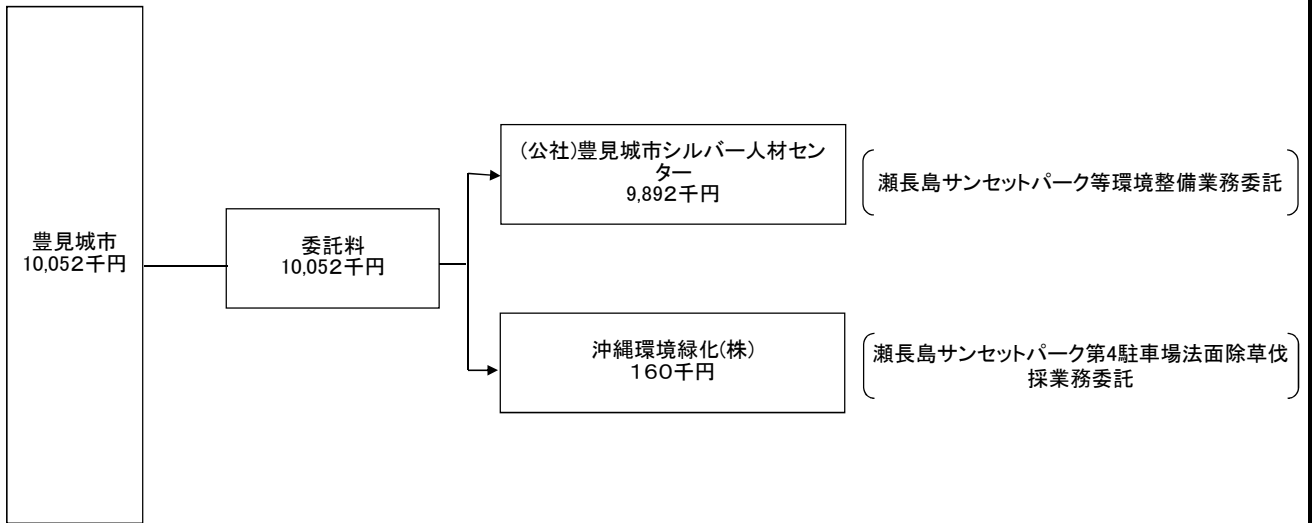 豊見城市
10,052千円
委託料
10,052千円
(公社)豊見城市シルバー人材セン
ター
9,892千円
瀬長島サンセットパーク等環境整備業務委託
沖縄環境緑化(株)
160千円
瀬長島サンセットパーク第4駐車場法面除草伐
採業務委託